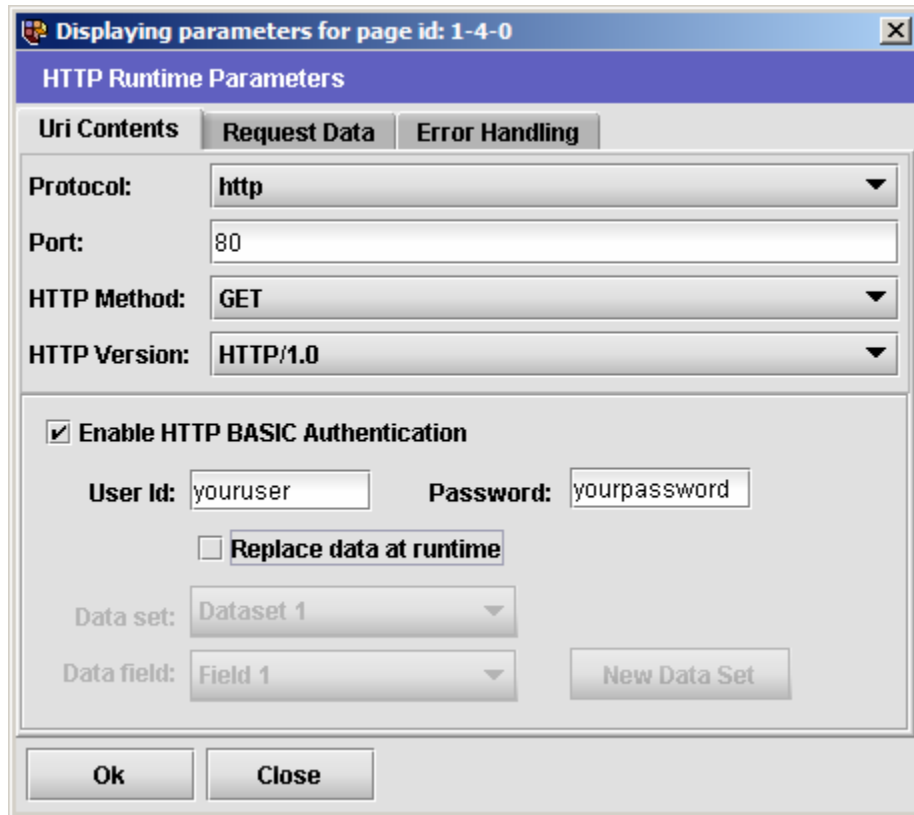 Displaying parameters for page id: 1-4-0
HTTP Runtime Parameters
Uri Contents Request Data Error Handling
Protocol: http
Port: 80
HTTP Method: GET
HTTP Version: HTTP/1.0
Enable HTTP BASIC Authentication
User Id: youruser Password: yourpassword
Replace data at runtime
Data set: Dataset 1
Data field: Field 1 New Data Set
Ok Close